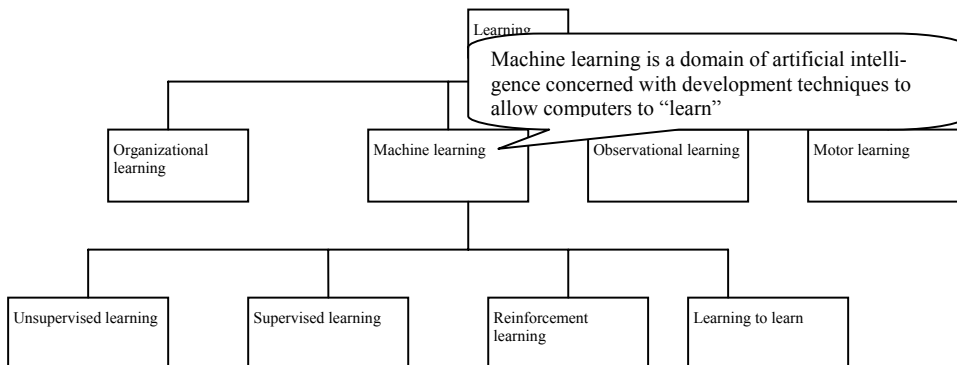 Learning
Machine learning is a domain of artificial intelli-
gence concerned with development techniques to
allow computers to “learn”
Organizational
learning
Machine learning
Observational learning
Motor learning
Unsupervised learning
Supervised learning
Reinforcement
learning
Learning to learn